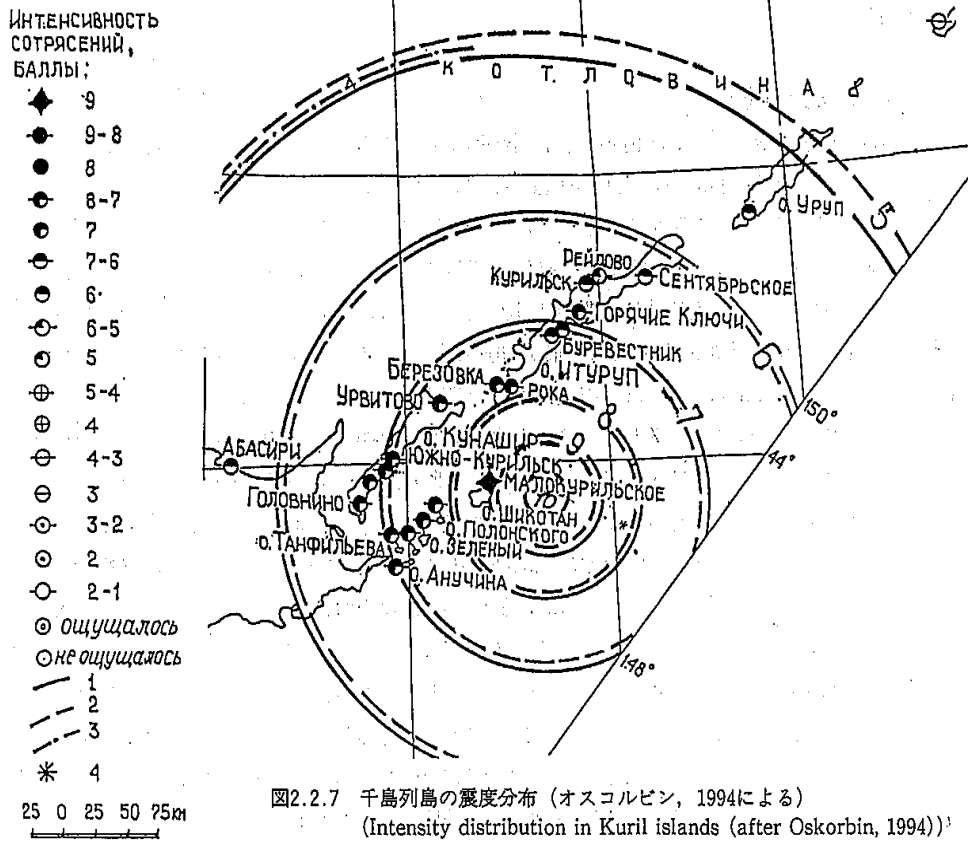 ИНТЕНСИВНОСТЬ
СОТРЯСЕНИЙ,
БАЛЛЫ:
9
9-8
8
8-7
7
7-6
6
6-5
5
5-4
4
4-3
3
3-2
2
2-1
ощущалось
не ощущалось
1
2
3
4
25 0 25 50 75км
КОТЛОВИНА
о. УРУП
5
РЕЙДОВО
КУРИЛЬСК
СЕНТЯБРЬСКОЕ
ГОРЯЧИЕ КЛЮЧИ
БУРЕВЕСТНИК
6
БЕРЕЗОВКА
о. ИТУРУП
РОКА
УРВИТОВО
7
8
150°
о. КУНАШИР
9
44°
АБАСИРИ
ЮЖНО-КУРИЛЬСК
МАЛОКУРИЛЬСКОЕ
ГОЛОВНИНО
10
о. ШИКОТАН
о. ПОЛОНСКОГО
о. ТАНФИЛЬЕВА
о. ЗЕЛЕНЫЙ
о. АНУЧИНА
148°
図2.2.7 千島列島の震度分布 (オスコルビン, 1994による)
(Intensity distribution in Kuril islands (after Oskorbin, 1994))